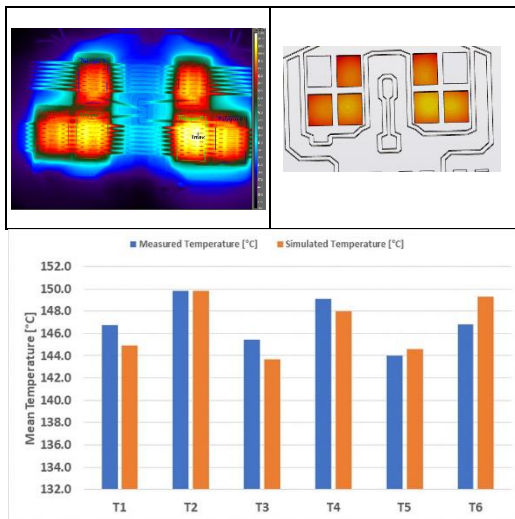 Tmax
Measured Temperature [°C]
Simulated Temperature [°C]
Mean Temperature [°C]
152.0
150.0
148.0
146.0
144.0
142.0
140.0
138.0
136.0
134.0
132.0
T1 T2 T3 T4 T5 T6